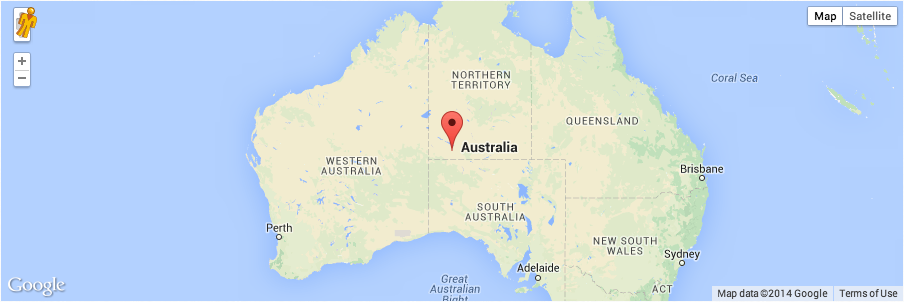 Map Satellite
+
−
NORTHERN
TERRITORY
Coral Sea
QUEENSLAND
Australia
WESTERN
AUSTRALIA
Brisbane
SOUTH
AUSTRALIA
Perth
NEW SOUTH
WALES
Sydney
Adelaide
Great
Australian
Bight
ACT
Google
Map data ©2014 Google Terms of Use